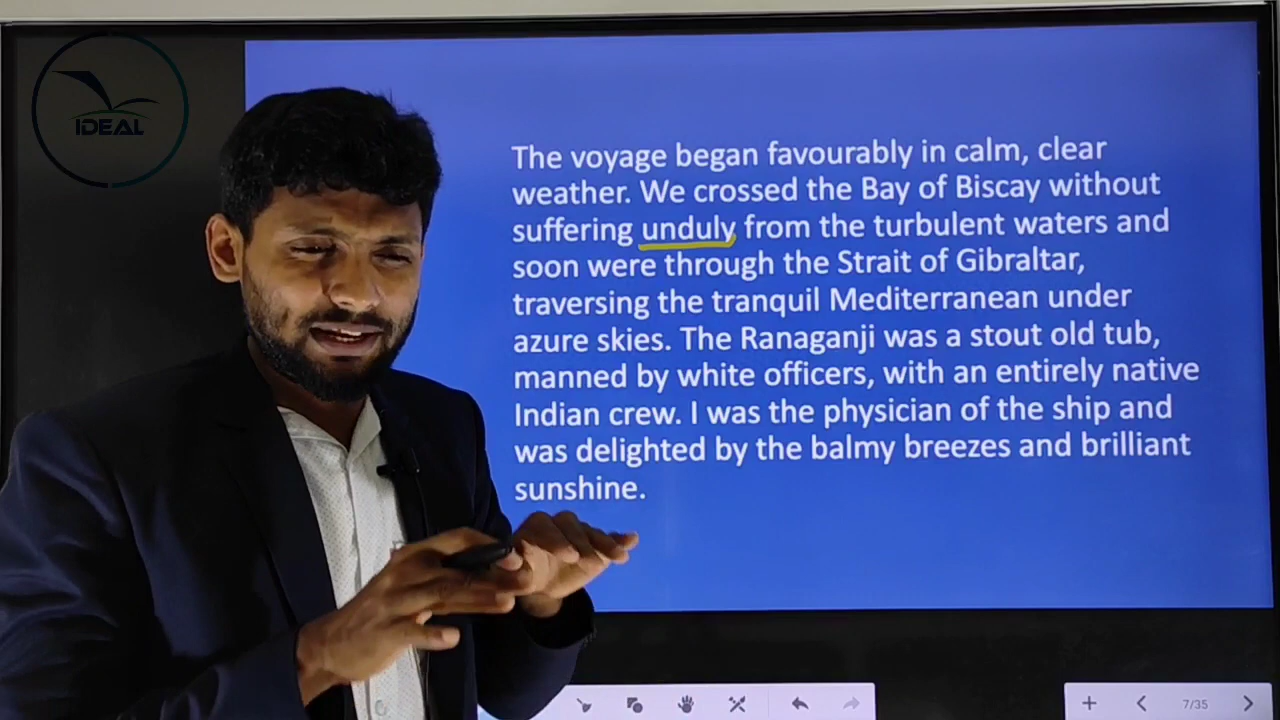 IDEAL
The voyage began favourably in calm, clear
weather. We crossed the Bay of Biscay without
suffering unduly from the turbulent waters and
soon were through the Strait of Gibraltar,
traversing the tranquil Mediterranean under
azure skies. The Ranaganji was a stout old tub,
manned by white officers, with an entirely native
Indian crew. I was the physician of the ship and
was delighted by the balmy breezes and brilliant
sunshine.
7/35